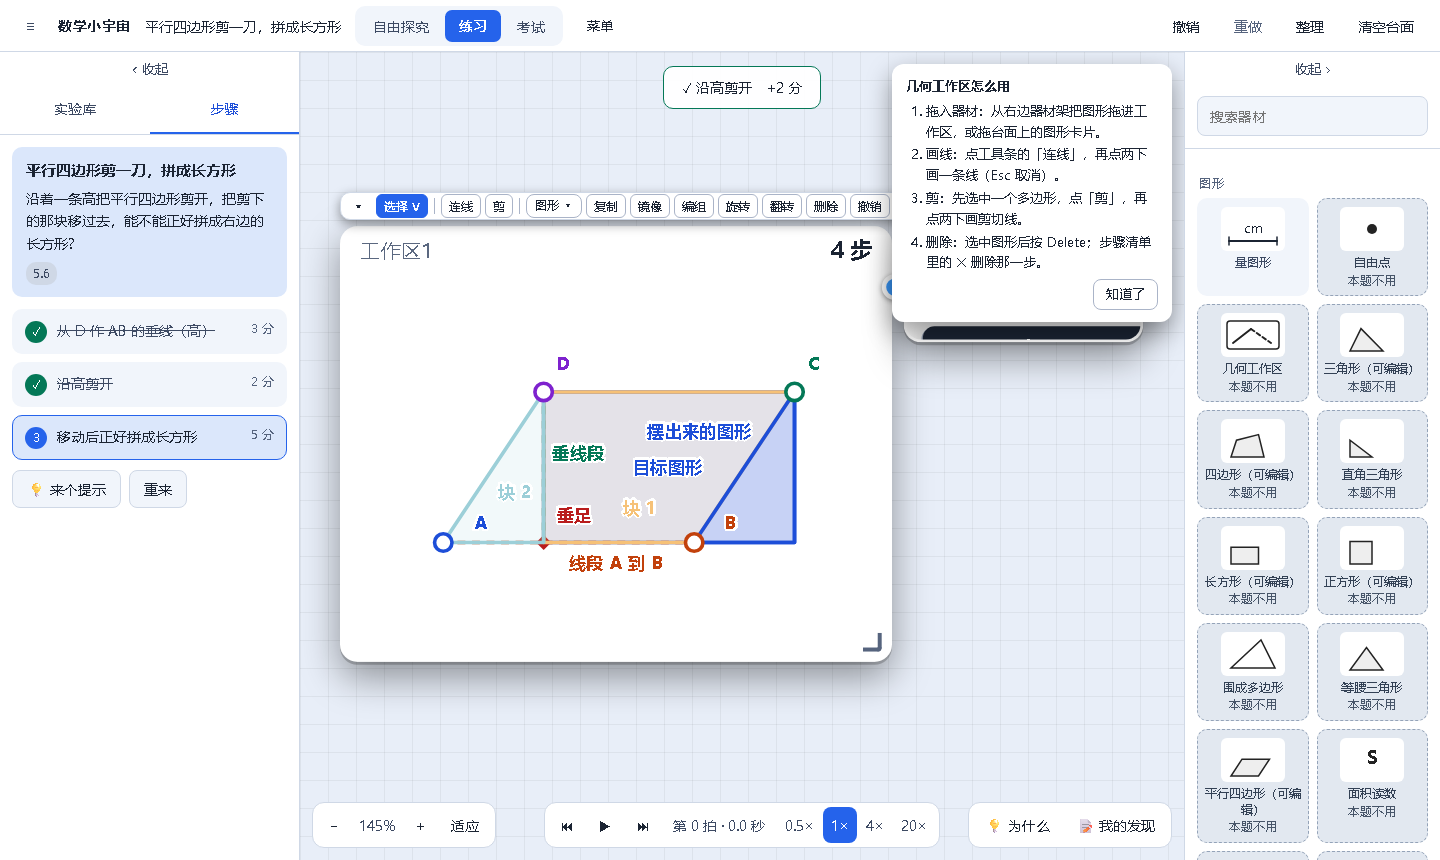 ≡ 数学小宇宙 平行四边形剪一刀，拼成长方形 自由探究 练习 考试 菜单 撤销 重做 整理 清空台面
‹ 收起
实验库 步骤
平行四边形剪一刀，拼成长方形
沿着一条高把平行四边形剪开，把剪下
的那块移过去，能不能正好拼成右边的
长方形？
5.6
✓ 从 D 作 AB 的垂线（高） 3 分
✓ 沿高剪开 2 分
3 移动后正好拼成长方形 5 分
来个提示 重来
✓ 沿高剪开 +2 分
选择 V 连线 剪 图形 ▾ 复制 镜像 编组 旋转 翻转 删除 撤销
工作区1 4 步
D
C
摆出来的图形
垂线段
目标图形
块 2
块 1
垂足
A
B
线段 A 到 B
几何工作区怎么用
1. 拖入器材：从右边器材架把图形拖进工
作区，或拖台面上的图形卡片。
2. 画线：点工具条的「连线」，再点两下
画一条线（Esc 取消）。
3. 剪：先选中一个多边形，点「剪」，再
点两下画剪切线。
4. 删除：选中图形后按 Delete；步骤清单
里的 × 删除那一步。
知道了
− 145% + 适应
第 0 拍 · 0.0 秒 0.5× 1× 4× 20×
为什么 我的发现
收起 ›
搜索器材
图形
cm
量图形
自由点
本题不用
几何工作区
本题不用
三角形（可编辑）
本题不用
四边形（可编辑）
本题不用
直角三角形
本题不用
长方形（可编辑）
本题不用
正方形（可编辑）
本题不用
围成多边形
本题不用
等腰三角形
本题不用
平行四边形（可编
辑）
本题不用
S
面积读数
本题不用